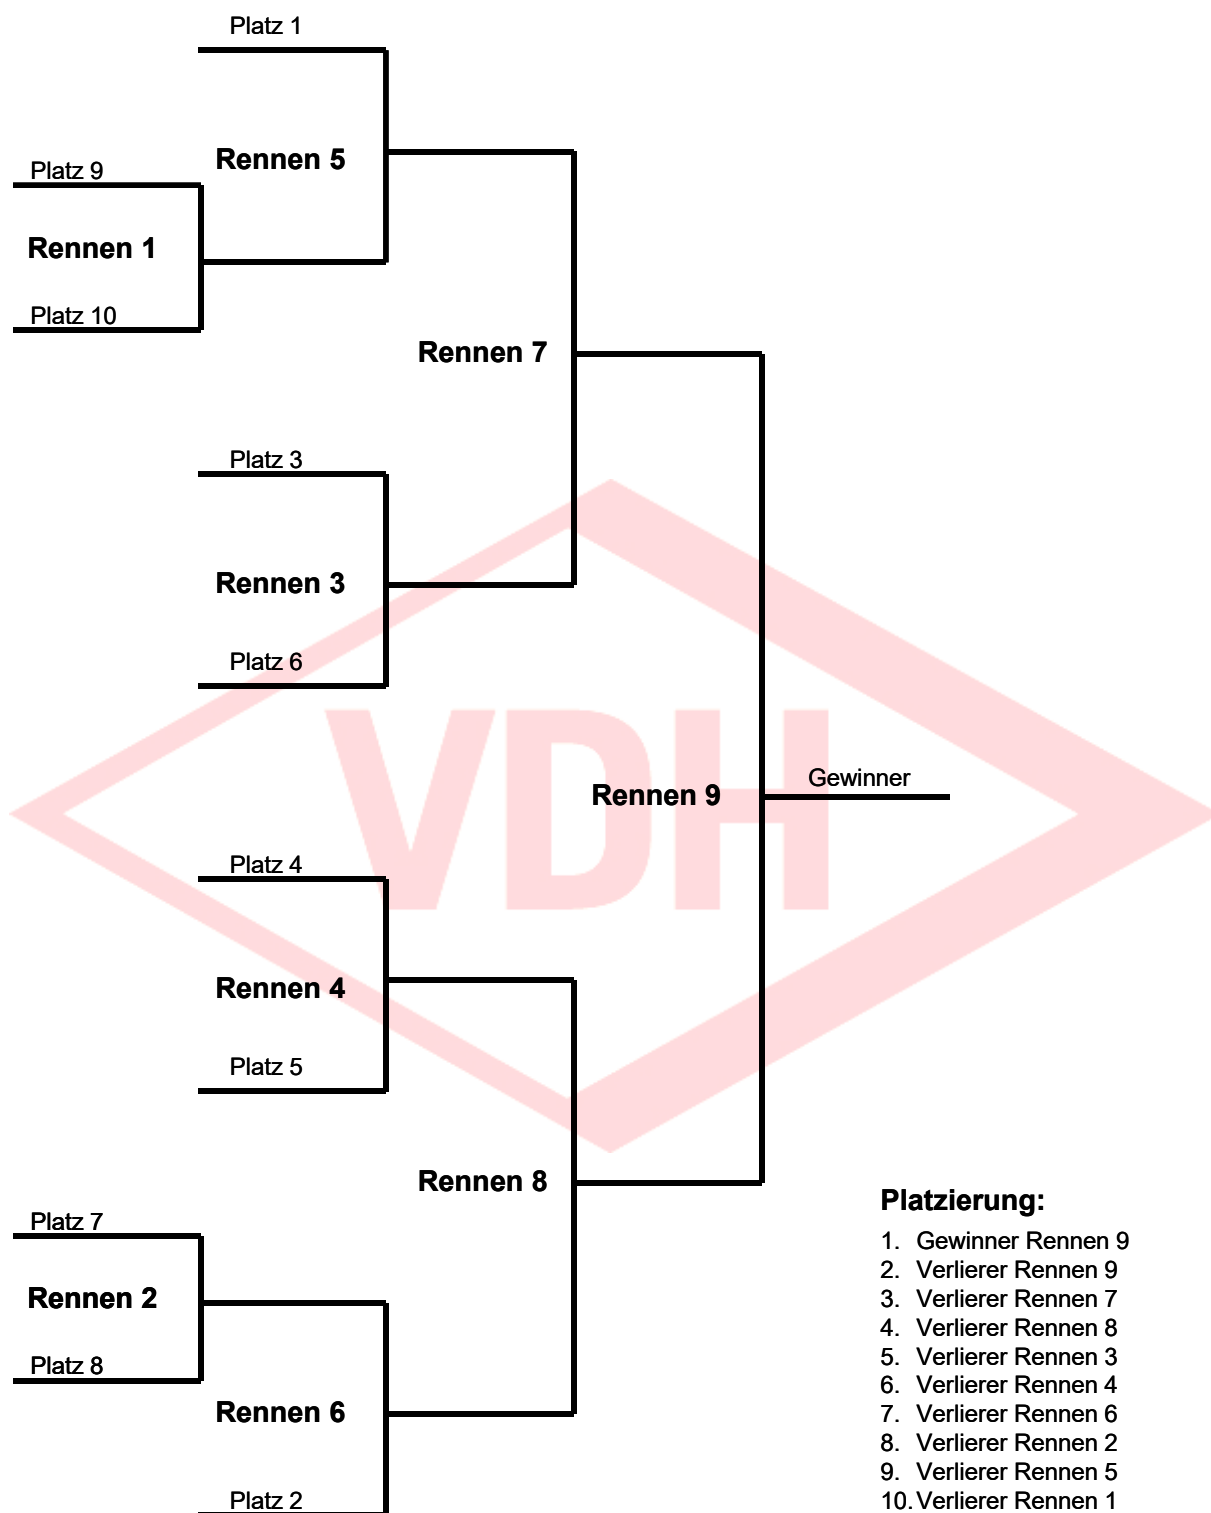 Platz 1
Rennen 5
Platz 9
Rennen 1
Platz 10
Rennen 7
Platz 3
Rennen 3
Platz 6
VDH
Rennen 9
Gewinner
Platz 4
Rennen 4
Platz 5
Rennen 8
Platz 7
Rennen 2
Platz 8
Rennen 6
Platz 2
Platzierung:
1. Gewinner Rennen 9
2. Verlierer Rennen 9
3. Verlierer Rennen 7
4. Verlierer Rennen 8
5. Verlierer Rennen 3
6. Verlierer Rennen 4
7. Verlierer Rennen 6
8. Verlierer Rennen 2
9. Verlierer Rennen 5
10. Verlierer Rennen 1